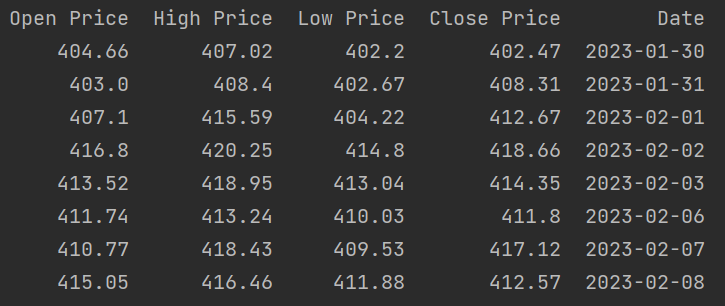 Open Price High Price Low Price Close Price Date
404.66 407.02 402.2 402.47 2023-01-30
403.0 408.4 402.67 408.31 2023-01-31
407.1 415.59 404.22 412.67 2023-02-01
416.8 420.25 414.8 418.66 2023-02-02
413.52 418.95 413.04 414.35 2023-02-03
411.74 413.24 410.03 411.8 2023-02-06
410.77 418.43 409.53 417.12 2023-02-07
415.05 416.46 411.88 412.57 2023-02-08